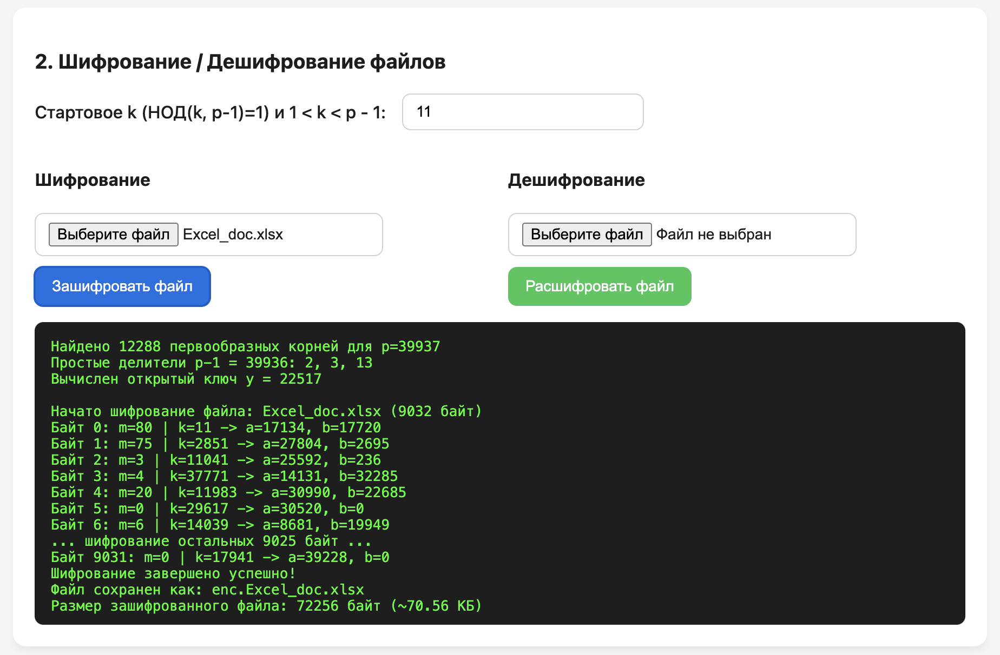 2. Шифрование / Дешифрование файлов
Стартовое k (НОД(k, p-1)=1) и 1 < k < p - 1:
11
Шифрование
Выберите файл Excel_doc.xlsx
Зашифровать файл
Дешифрование
Выберите файл Файл не выбран
Расшифровать файл
Найдено 12288 первообразных корней для p=39937
Простые делители p-1 = 39936: 2, 3, 13
Вычислен открытый ключ y = 22517
Начато шифрование файла: Excel_doc.xlsx (9032 байт)
Байт 0: m=80 | k=11 -> a=17134, b=17720
Байт 1: m=75 | k=2851 -> a=27804, b=2695
Байт 2: m=3 | k=11041 -> a=25592, b=236
Байт 3: m=4 | k=37771 -> a=14131, b=32285
Байт 4: m=20 | k=11983 -> a=30990, b=22685
Байт 5: m=0 | k=29617 -> a=30520, b=0
Байт 6: m=6 | k=14039 -> a=8681, b=19949
... шифрование остальных 9025 байт ...
Байт 9031: m=0 | k=17941 -> a=39228, b=0
Шифрование завершено успешно!
Файл сохранен как: enc.Excel_doc.xlsx
Размер зашифрованного файла: 72256 байт (~70.56 КБ)